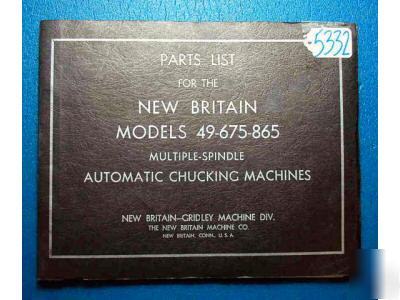 -5332
PARTS LIST
FOR THE
NEW BRITAIN
MODELS 49-675-865
MULTIPLE-SPINDLE
AUTOMATIC CHUCKING MACHINES
NEW BRITAIN-GRIDLEY MACHINE DIV.
THE NEW BRITAIN MACHINE CO.
NEW BRITAIN, CONN., U. S. A.